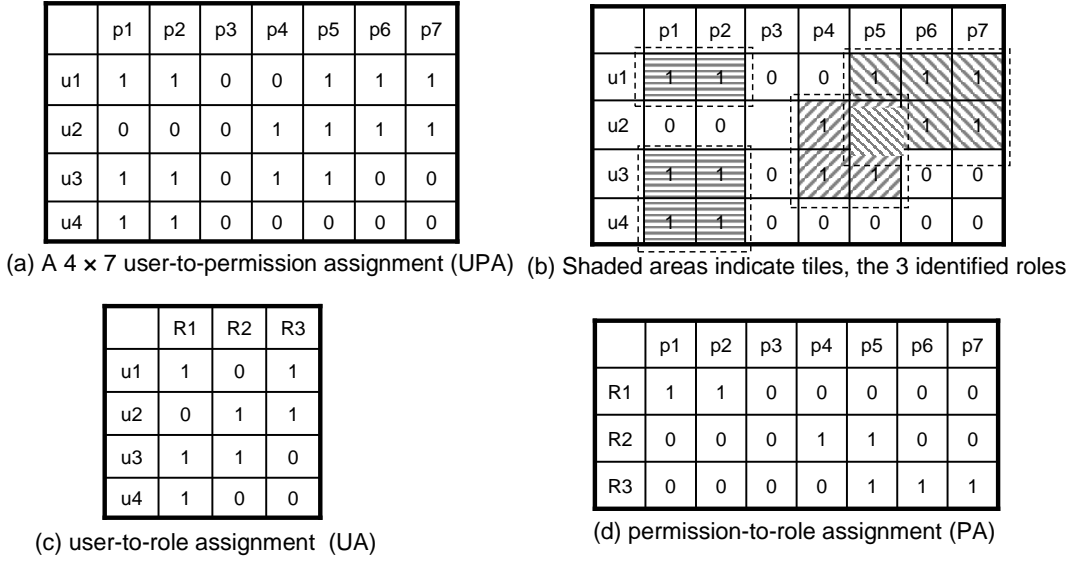 p1 p2 p3 p4 p5 p6 p7
u1 1 1 0 0 1 1 1
u2 0 0 0 1 1 1 1
u3 1 1 0 1 1 0 0
u4 1 1 0 0 0 0 0
(a) A 4 × 7 user-to-permission assignment (UPA)
p1 p2 p3 p4 p5 p6 p7
u1 1 1 0 0 1 1 1
u2 0 0 1 1 1
u3 1 1 0 1 1 0 0
u4 1 1 0 0 0 0 0
(b) Shaded areas indicate tiles, the 3 identified roles
R1 R2 R3
u1 1 0 1
u2 0 1 1
u3 1 1 0
u4 1 0 0
(c) user-to-role assignment (UA)
p1 p2 p3 p4 p5 p6 p7
R1 1 1 0 0 0 0 0
R2 0 0 0 1 1 0 0
R3 0 0 0 0 1 1 1
(d) permission-to-role assignment (PA)